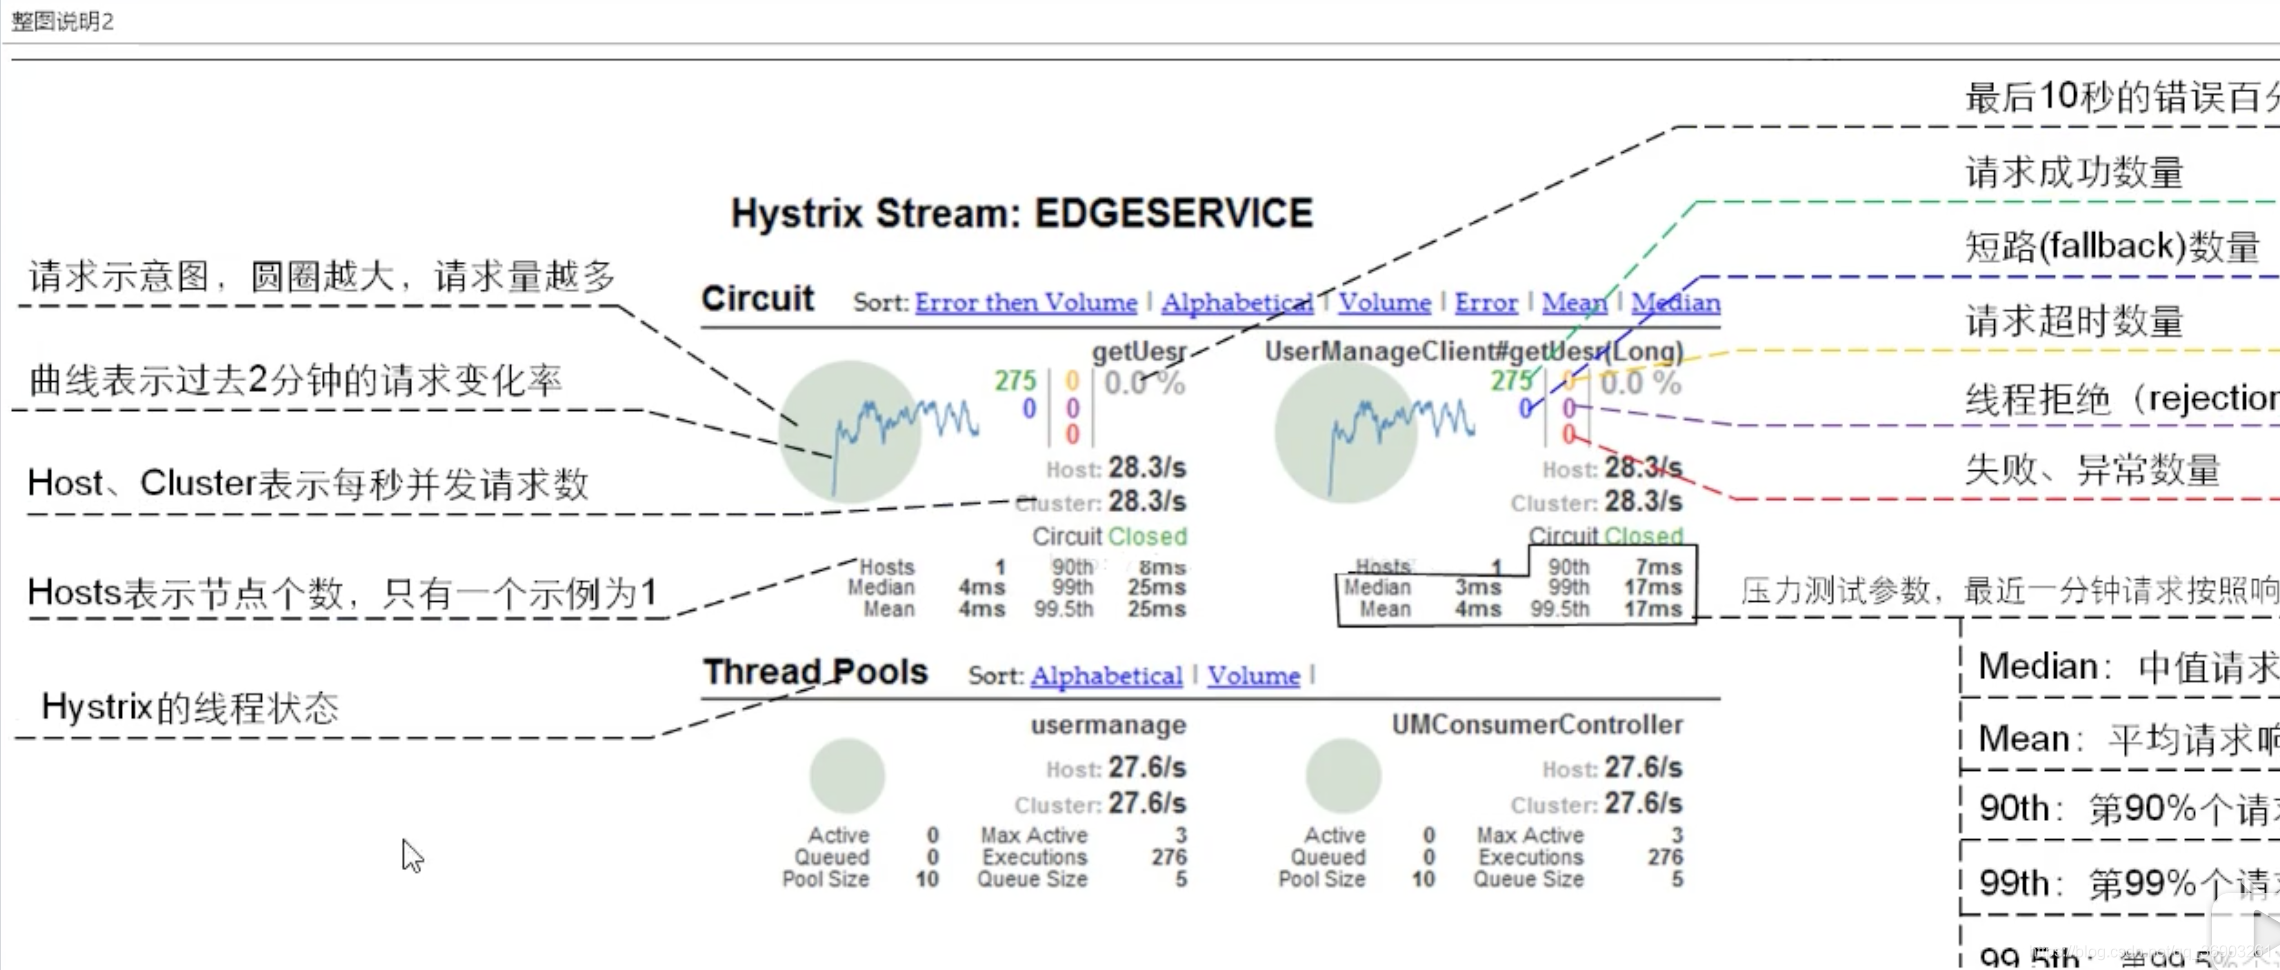 整图说明2
最后10秒的错误百分
请求成功数量
短路(fallback)数量
请求超时数量
线程拒绝（rejection
失败、异常数量
请求示意图，圆圈越大，请求量越多
曲线表示过去2分钟的请求变化率
Host、Cluster表示每秒并发请求数
Hosts表示节点个数，只有一个示例为1
Hystrix的线程状态
Hystrix Stream: EDGESERVICE
Circuit Sort: Error then Volume | Alphabetical | Volume | Error | Mean | Median
getUesr
275 0 0.0 %
0 0
0
Host: 28.3/s
Cluster: 28.3/s
Circuit Closed
Hosts 1 90th 8ms
Median 4ms 99th 25ms
Mean 4ms 99.5th 25ms
UserManageClient#getUesr(Long)
275 0 0.0 %
0 0
0
Host: 28.3/s
Cluster: 28.3/s
Circuit Closed
Hosts 1 90th 7ms
Median 3ms 99th 17ms
Mean 4ms 99.5th 17ms
Thread Pools Sort: Alphabetical | Volume |
usermanage
Host: 27.6/s
Cluster: 27.6/s
Active 0 Max Active 3
Queued 0 Executions 276
Pool Size 10 Queue Size 5
UMConsumerController
Host: 27.6/s
Cluster: 27.6/s
Active 0 Max Active 3
Queued 0 Executions 276
Pool Size 10 Queue Size 5
压力测试参数，最近一分钟请求按照响
Median：中值请求
Mean：平均请求响
90th：第90%个请求
99th：第99%个请求
99.5th：第99.5%